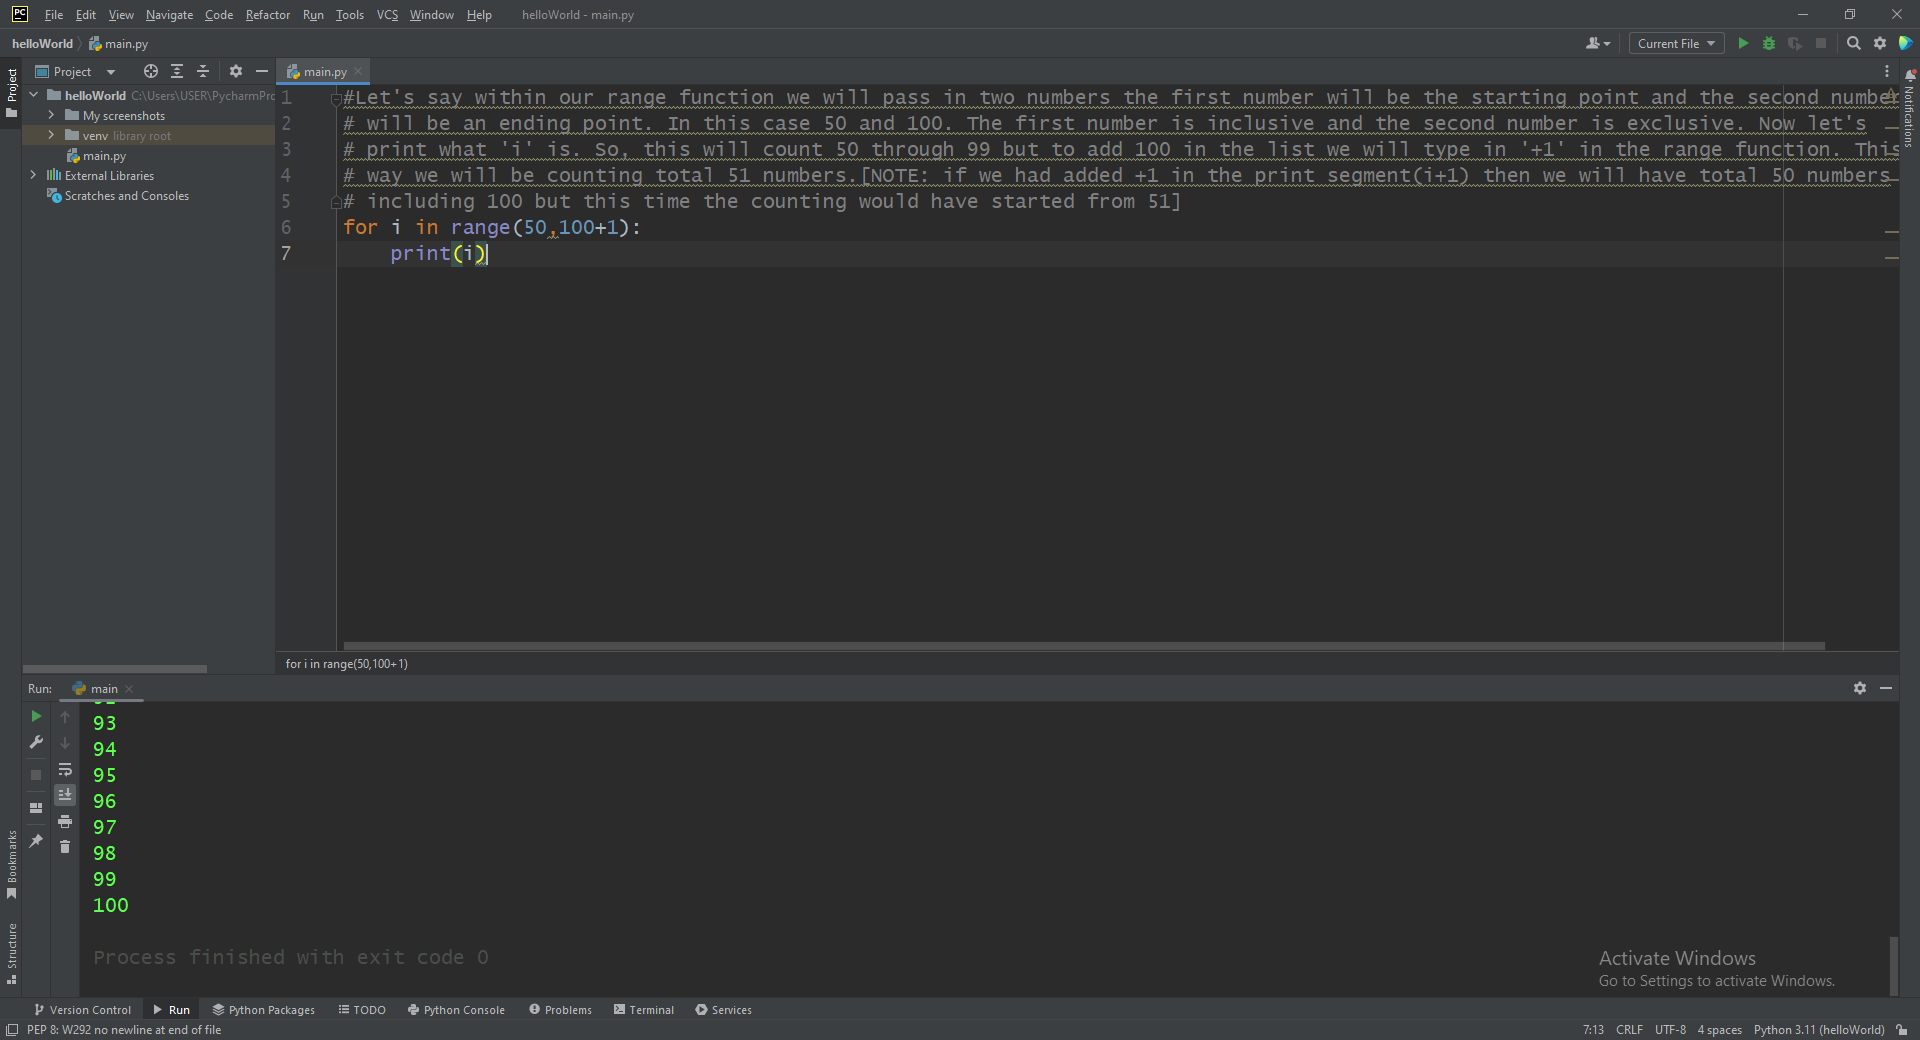 PC File Edit View Navigate Code Refactor Run Tools VCS Window Help helloWorld - main.py
helloWorld main.py Current File
Project main.py
helloWorld C:\Users\USER\PycharmPro
My screenshots
venv library root
main.py
External Libraries
Scratches and Consoles
Project
Notifications
1 #Let's say within our range function we will pass in two numbers the first number will be the starting point and the second number
2 # will be an ending point. In this case 50 and 100. The first number is inclusive and the second number is exclusive. Now let's
3 # print what 'i' is. So, this will count 50 through 99 but to add 100 in the list we will type in '+1' in the range function. This
4 # way we will be counting total 51 numbers.[NOTE: if we had added +1 in the print segment(i+1) then we will have total 50 numbers
5 # including 100 but this time the counting would have started from 51]
6 for i in range(50,100+1):
7     print(i)
for i in range(50,100+1)
Run: main
93
94
95
96
97
98
99
100
Process finished with exit code 0
Bookmarks
Structure
Activate Windows
Go to Settings to activate Windows.
Version Control Run Python Packages TODO Python Console Problems Terminal Services
PEP 8: W292 no newline at end of file 7:13 CRLF UTF-8 4 spaces Python 3.11 (helloWorld)